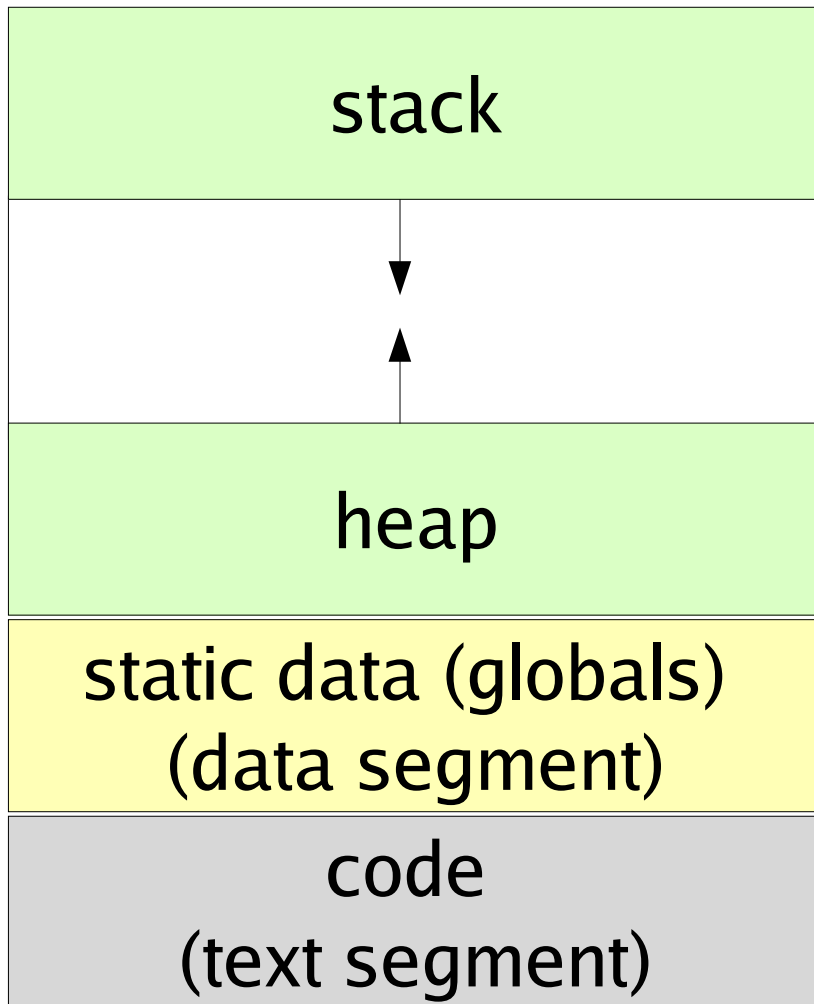 stack
heap
static data (globals)
(data segment)
code
(text segment)